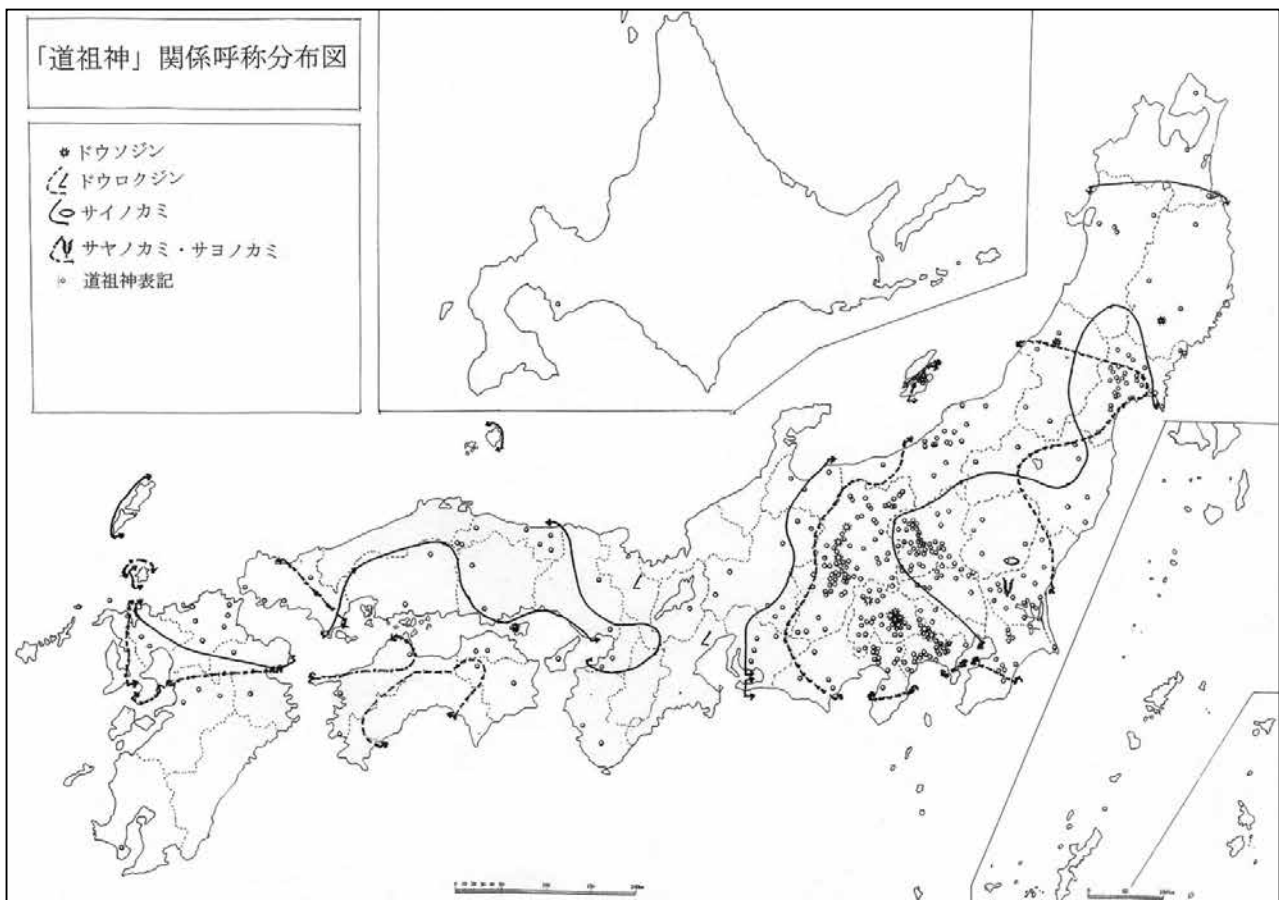 「道祖神」関係呼称分布図
ドウソジン
ドウロクジン
サイノカミ
サヤノカミ・サヨノカミ
道祖神表記